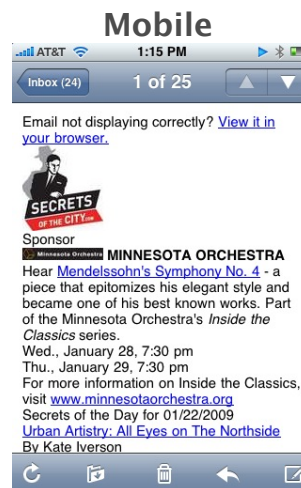 Mobile
AT&T 1:15 PM
Inbox (24) 1 of 25
Email not displaying correctly? View it in
your browser.
SECRETS
OF THE CITY.com
Sponsor
Minnesota Orchestra MINNESOTA ORCHESTRA
Hear Mendelssohn's Symphony No. 4 - a
piece that epitomizes his elegant style and
became one of his best known works. Part
of the Minnesota Orchestra's Inside the
Classics series.
Wed., January 28, 7:30 pm
Thu., January 29, 7:30 pm
For more information on Inside the Classics,
visit www.minnesotaorchestra.org
Secrets of the Day for 01/22/2009
Urban Artistry: All Eyes on The Northside
By Kate Iverson